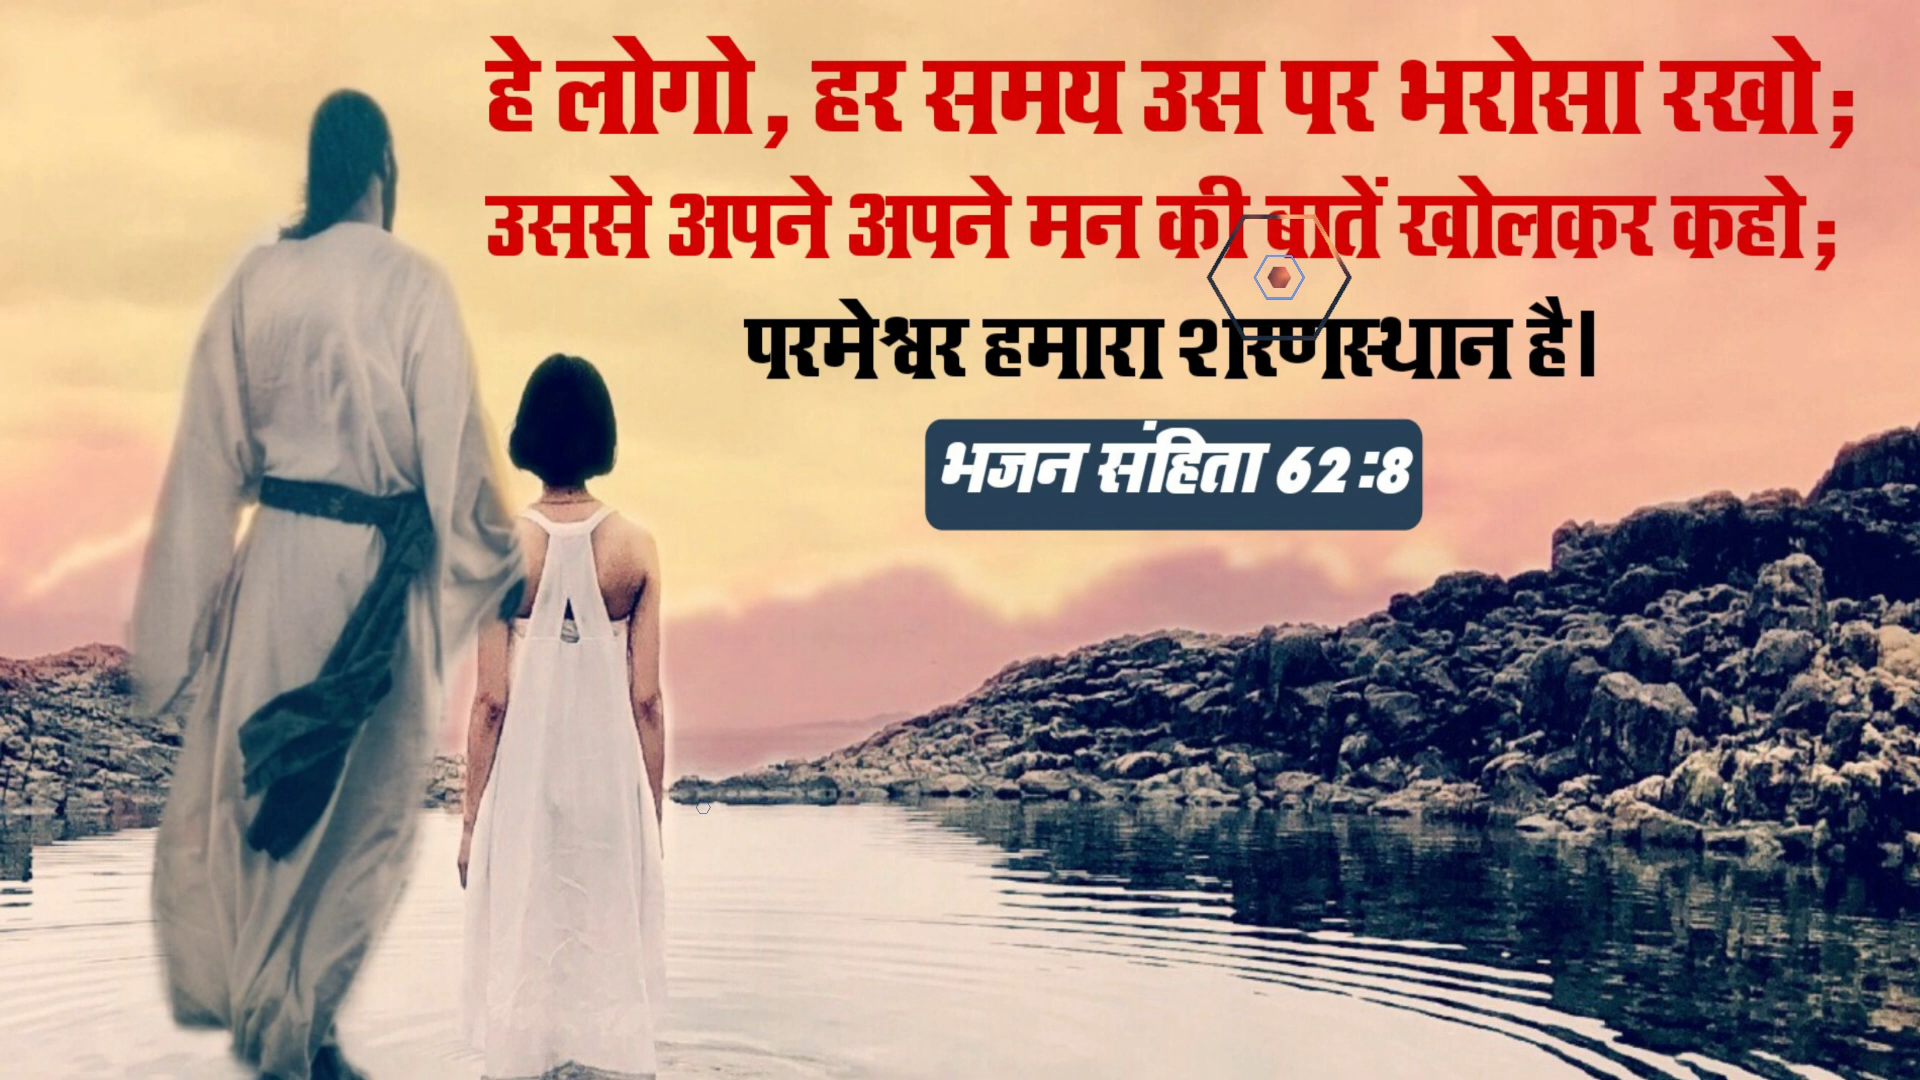 हे लोगो, हर समय उस पर भरोसा रखो;
उससे अपने अपने मन की बातें खोलकर कहो;
परमेश्वर हमारा शरणस्थान है।
भजन संहिता 62:8